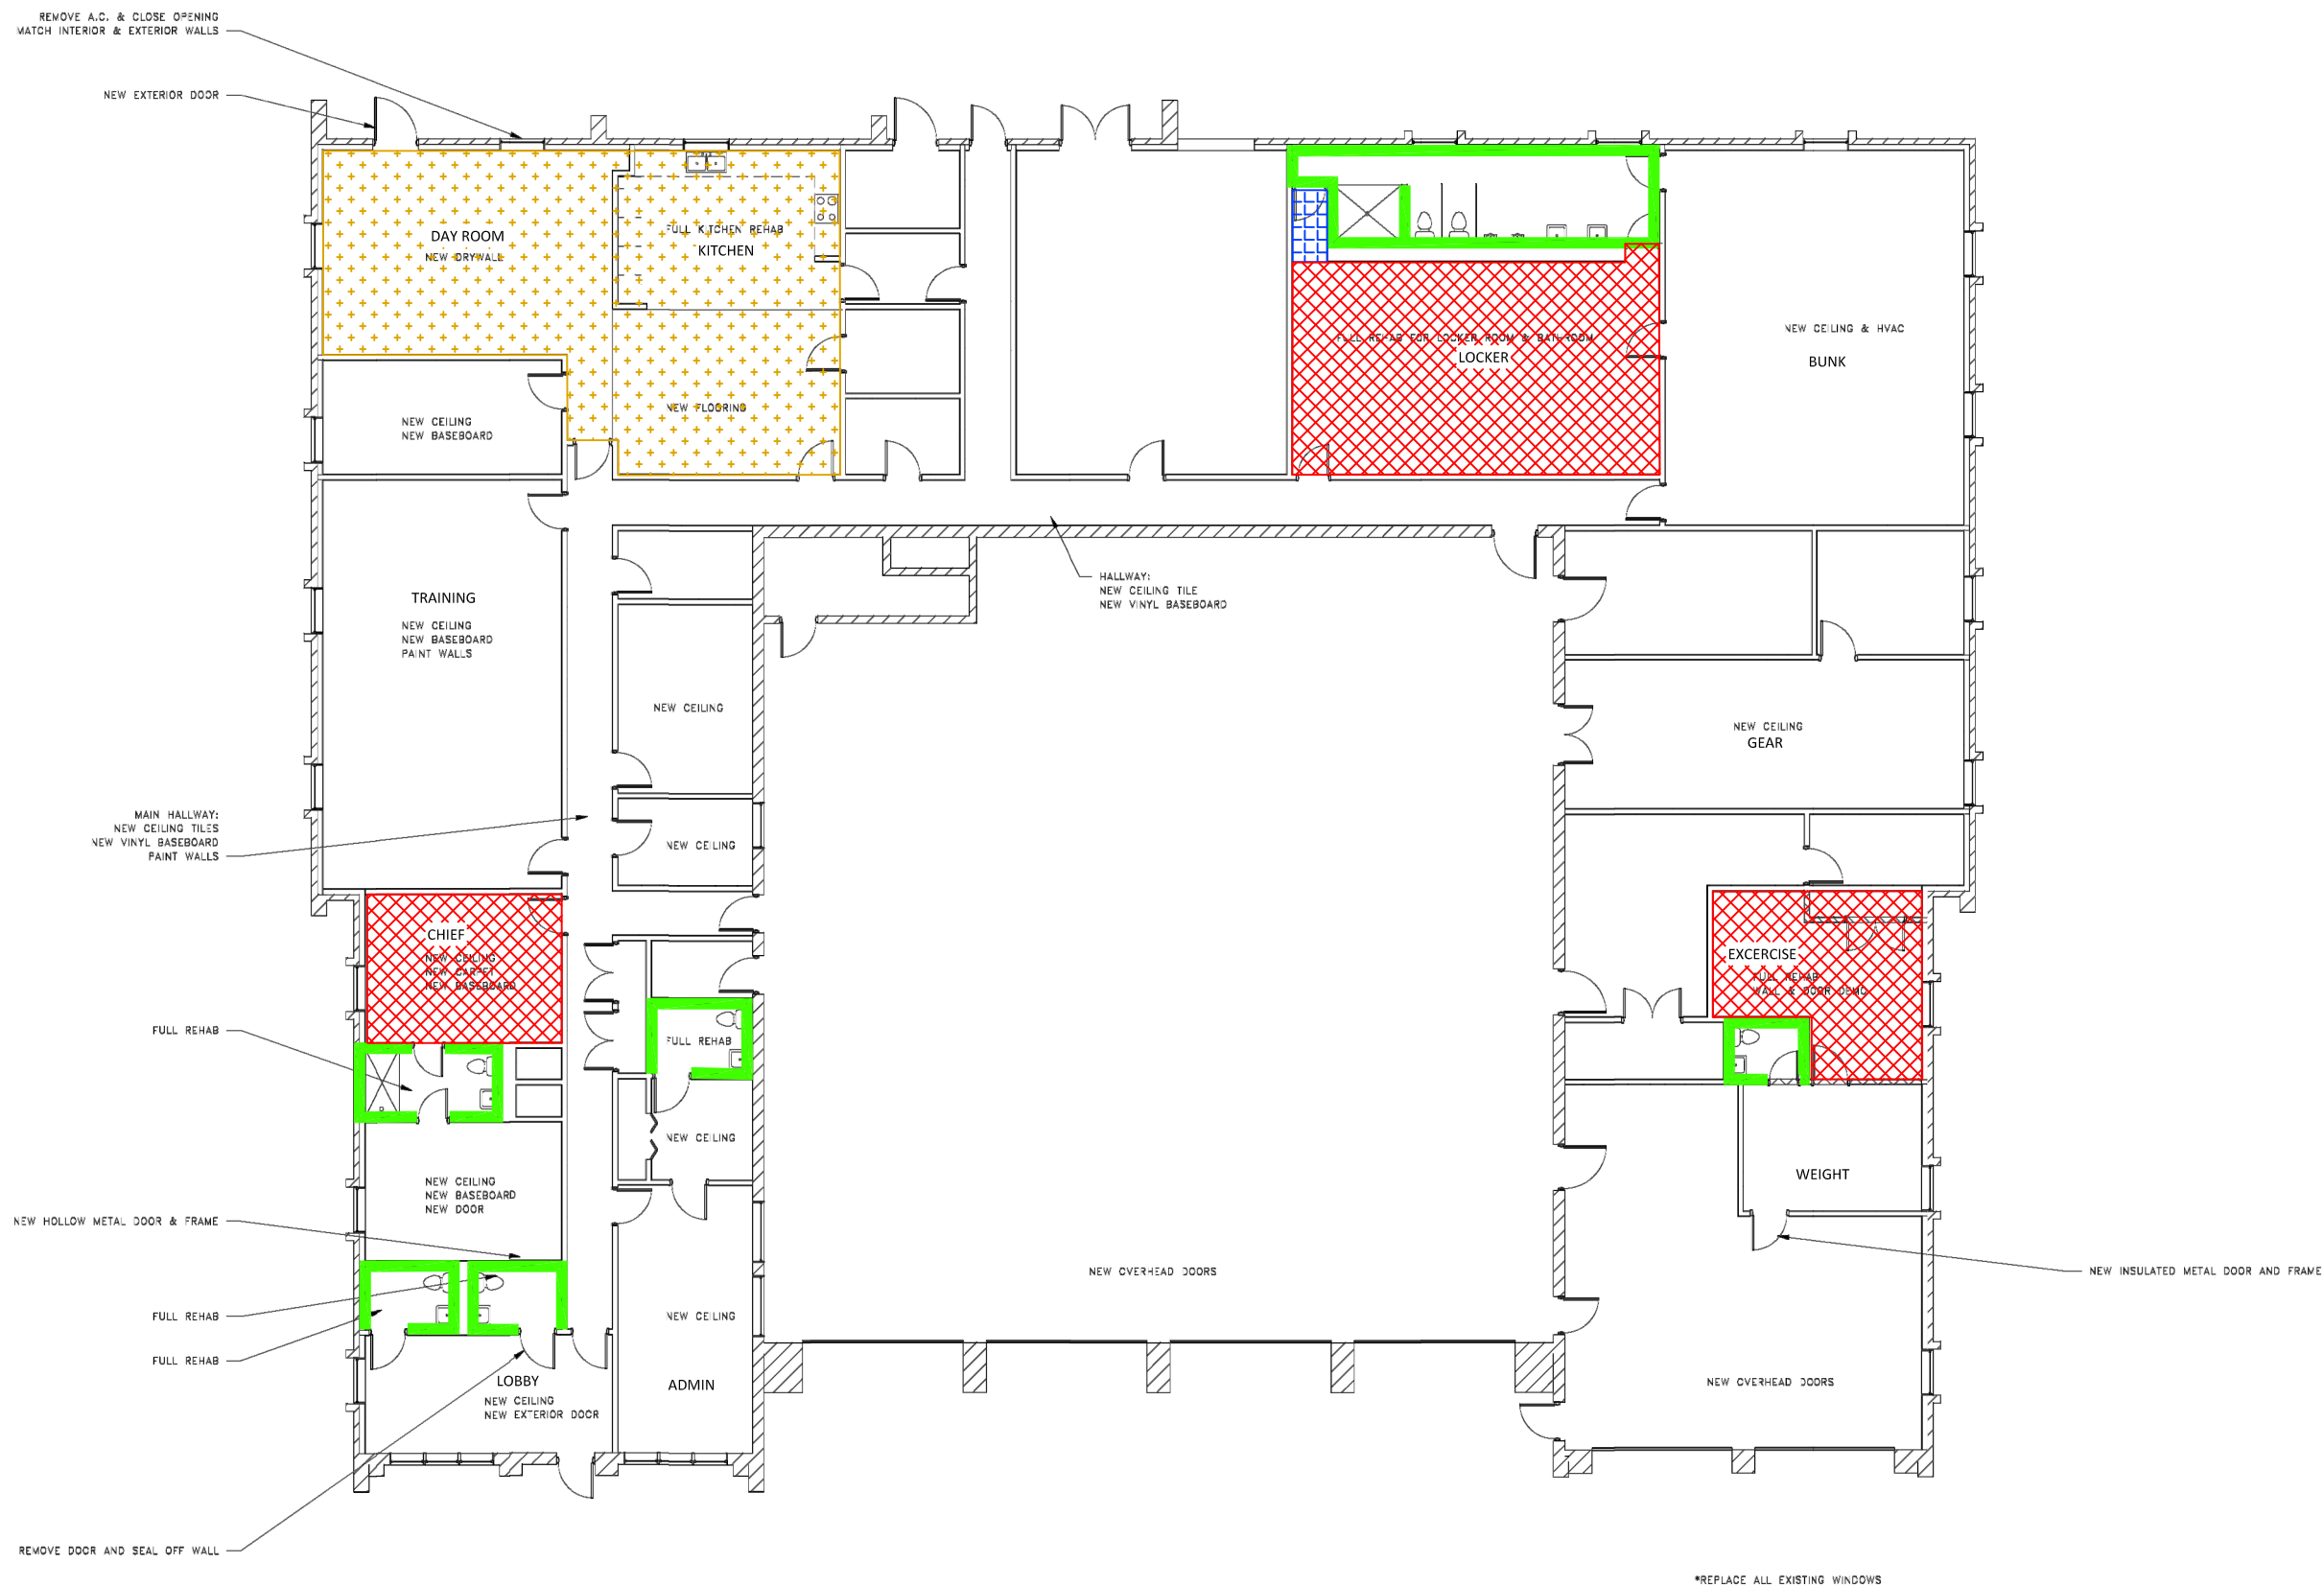 REMOVE A.C. & CLOSE OPENING
MATCH INTERIOR & EXTERIOR WALLS
NEW EXTERIOR DOOR
DAY ROOM
NEW DRYWALL
FULL KITCHEN REHAB
KITCHEN
NEW FLOORING
FULL REHAB FOR LOCKER ROOM & BATHROOM
LOCKER
NEW CEILING & HVAC
BUNK
NEW CEILING
NEW BASEBOARD
HALLWAY:
NEW CEILING TILE
NEW VINYL BASEBOARD
TRAINING
NEW CEILING
NEW BASEBOARD
PAINT WALLS
NEW CEILING
NEW CEILING
GEAR
MAIN HALLWAY:
NEW CEILING TILES
NEW VINYL BASEBOARD
PAINT WALLS
NEW CEILING
CHIEF
NEW CEILING
NEW CARPET
NEW BASEBOARD
EXCERCISE
FULL REHAB
WALL & DOOR DEMO
FULL REHAB
FULL REHAB
NEW CEILING
WEIGHT
NEW CEILING
NEW BASEBOARD
NEW DOOR
NEW HOLLOW METAL DOOR & FRAME
NEW OVERHEAD DOORS
NEW INSULATED METAL DOOR AND FRAME
FULL REHAB
NEW CEILING
FULL REHAB
LOBBY
NEW CEILING
NEW EXTERIOR DOOR
ADMIN
NEW OVERHEAD DOORS
REMOVE DOOR AND SEAL OFF WALL
*REPLACE ALL EXISTING WINDOWS